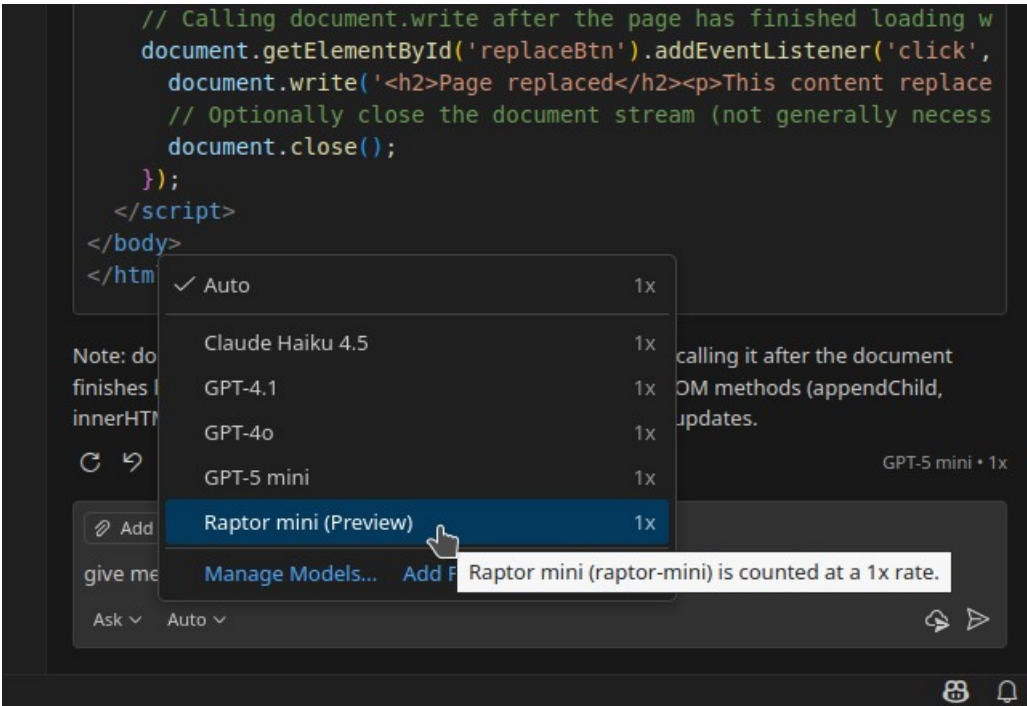 // Calling document.write after the page has finished loading w
document.getElementById('replaceBtn').addEventListener('click',
document.write('<h2>Page replaced</h2><p>This content replace
// Optionally close the document stream (not generally necess
document.close();
});
</script>
</body>
</htm
✓ Auto 1x
Claude Haiku 4.5 1x
GPT-4.1 1x
GPT-4o 1x
GPT-5 mini 1x
Raptor mini (Preview) 1x
Manage Models... Add F
Raptor mini (raptor-mini) is counted at a 1x rate.
Note: do calling it after the document
finishes OM methods (appendChild,
innerHTM updates.
GPT-5 mini • 1x
Add
give me
Ask Auto